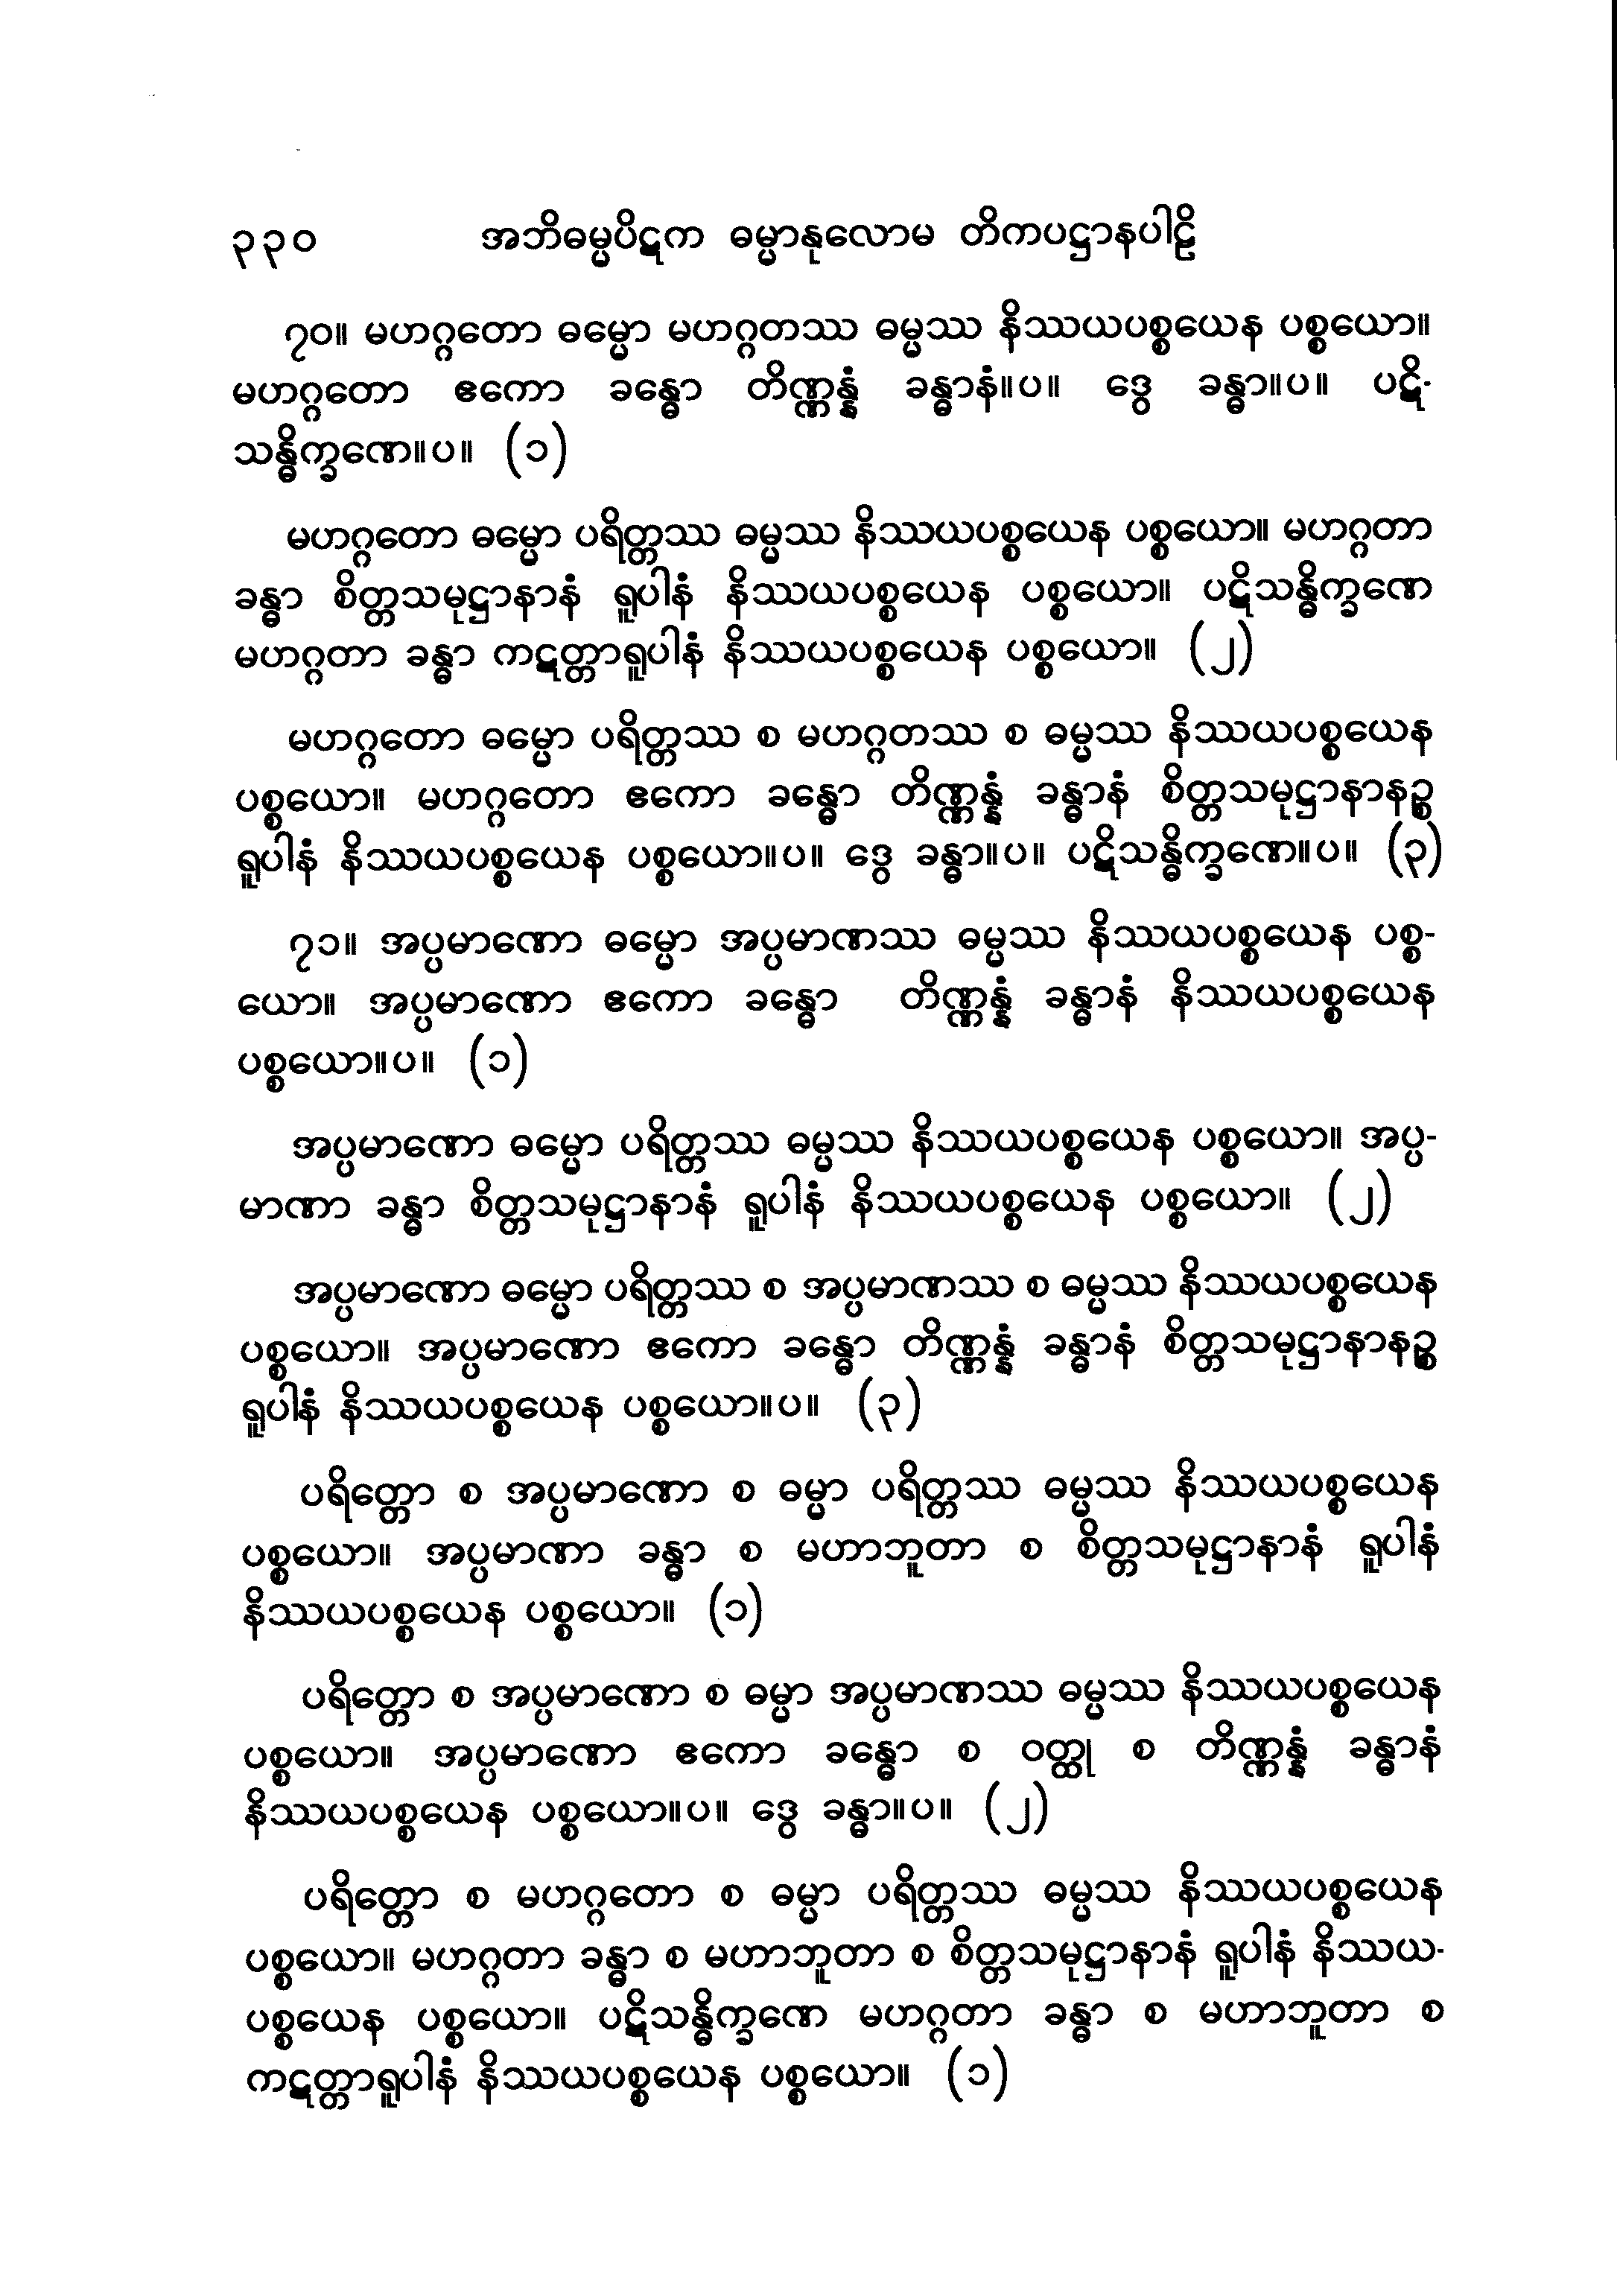 ၃၃၀ အဘိဓမ္မပိဋက ဓမ္မာနုလောမ တိကပဋ္ဌာနပါဠိ
၇၀။ မဟဂ္ဂတော ဓမ္မော မဟဂ္ဂတဿ ဓမ္မဿ နိဿယပစ္စယေန ပစ္စယော။
မဟဂ္ဂတော ဧကော ခန္ဓော တိဏ္ဏန္နံ ခန္ဓာနံ။ပ။ ဒွေ ခန္ဓာ။ပ။ ပဋိ-
သန္ဓိက္ခဏေ။ပ။ (၁)
မဟဂ္ဂတော ဓမ္မော ပရိတ္တဿ ဓမ္မဿ နိဿယပစ္စယေန ပစ္စယော။ မဟဂ္ဂတာ
ခန္ဓာ စိတ္တသမုဋ္ဌာနာနံ ရူပါနံ နိဿယပစ္စယေန ပစ္စယော။ ပဋိသန္ဓိက္ခဏေ
မဟဂ္ဂတာ ခန္ဓာ ကဋတ္တာရူပါနံ နိဿယပစ္စယေန ပစ္စယော။ (၂)
မဟဂ္ဂတော ဓမ္မော ပရိတ္တဿ စ မဟဂ္ဂတဿ စ ဓမ္မဿ နိဿယပစ္စယေန
ပစ္စယော။ မဟဂ္ဂတော ဧကော ခန္ဓော တိဏ္ဏန္နံ ခန္ဓာနံ စိတ္တသမုဋ္ဌာနာနဉ္စ
ရူပါနံ နိဿယပစ္စယေန ပစ္စယော။ပ။ ဒွေ ခန္ဓာ။ပ။ ပဋိသန္ဓိက္ခဏေ။ပ။ (၃)
၇၁။ အပ္ပမာဏော ဓမ္မော အပ္ပမာဏဿ ဓမ္မဿ နိဿယပစ္စယေန ပစ္စ-
ယော။ အပ္ပမာဏော ဧကော ခန္ဓော တိဏ္ဏန္နံ ခန္ဓာနံ နိဿယပစ္စယေန
ပစ္စယော။ပ။ (၁)
အပ္ပမာဏော ဓမ္မော ပရိတ္တဿ ဓမ္မဿ နိဿယပစ္စယေန ပစ္စယော။ အပ္ပ-
မာဏာ ခန္ဓာ စိတ္တသမုဋ္ဌာနာနံ ရူပါနံ နိဿယပစ္စယေန ပစ္စယော။ (၂)
အပ္ပမာဏော ဓမ္မော ပရိတ္တဿ စ အပ္ပမာဏဿ စ ဓမ္မဿ နိဿယပစ္စယေန
ပစ္စယော။ အပ္ပမာဏော ဧကော ခန္ဓော တိဏ္ဏန္နံ ခန္ဓာနံ စိတ္တသမုဋ္ဌာနာနဉ္စ
ရူပါနံ နိဿယပစ္စယေန ပစ္စယော။ပ။ (၃)
ပရိတ္တော စ အပ္ပမာဏော စ ဓမ္မာ ပရိတ္တဿ ဓမ္မဿ နိဿယပစ္စယေန
ပစ္စယော။ အပ္ပမာဏာ ခန္ဓာ စ မဟာဘူတာ စ စိတ္တသမုဋ္ဌာနာနံ ရူပါနံ
နိဿယပစ္စယေန ပစ္စယော။ (၁)
ပရိတ္တော စ အပ္ပမာဏော စ ဓမ္မာ အပ္ပမာဏဿ ဓမ္မဿ နိဿယပစ္စယေန
ပစ္စယော။ အပ္ပမာဏော ဧကော ခန္ဓော စ ဝတ္ထု စ တိဏ္ဏန္နံ ခန္ဓာနံ
နိဿယပစ္စယေန ပစ္စယော။ပ။ ဒွေ ခန္ဓာ။ပ။ (၂)
ပရိတ္တော စ မဟဂ္ဂတော စ ဓမ္မာ ပရိတ္တဿ ဓမ္မဿ နိဿယပစ္စယေန
ပစ္စယော။ မဟဂ္ဂတာ ခန္ဓာ စ မဟာဘူတာ စ စိတ္တသမုဋ္ဌာနာနံ ရူပါနံ နိဿယ-
ပစ္စယေန ပစ္စယော။ ပဋိသန္ဓိက္ခဏေ မဟဂ္ဂတာ ခန္ဓာ စ မဟာဘူတာ စ
ကဋတ္တာရူပါနံ နိဿယပစ္စယေန ပစ္စယော။ (၁)